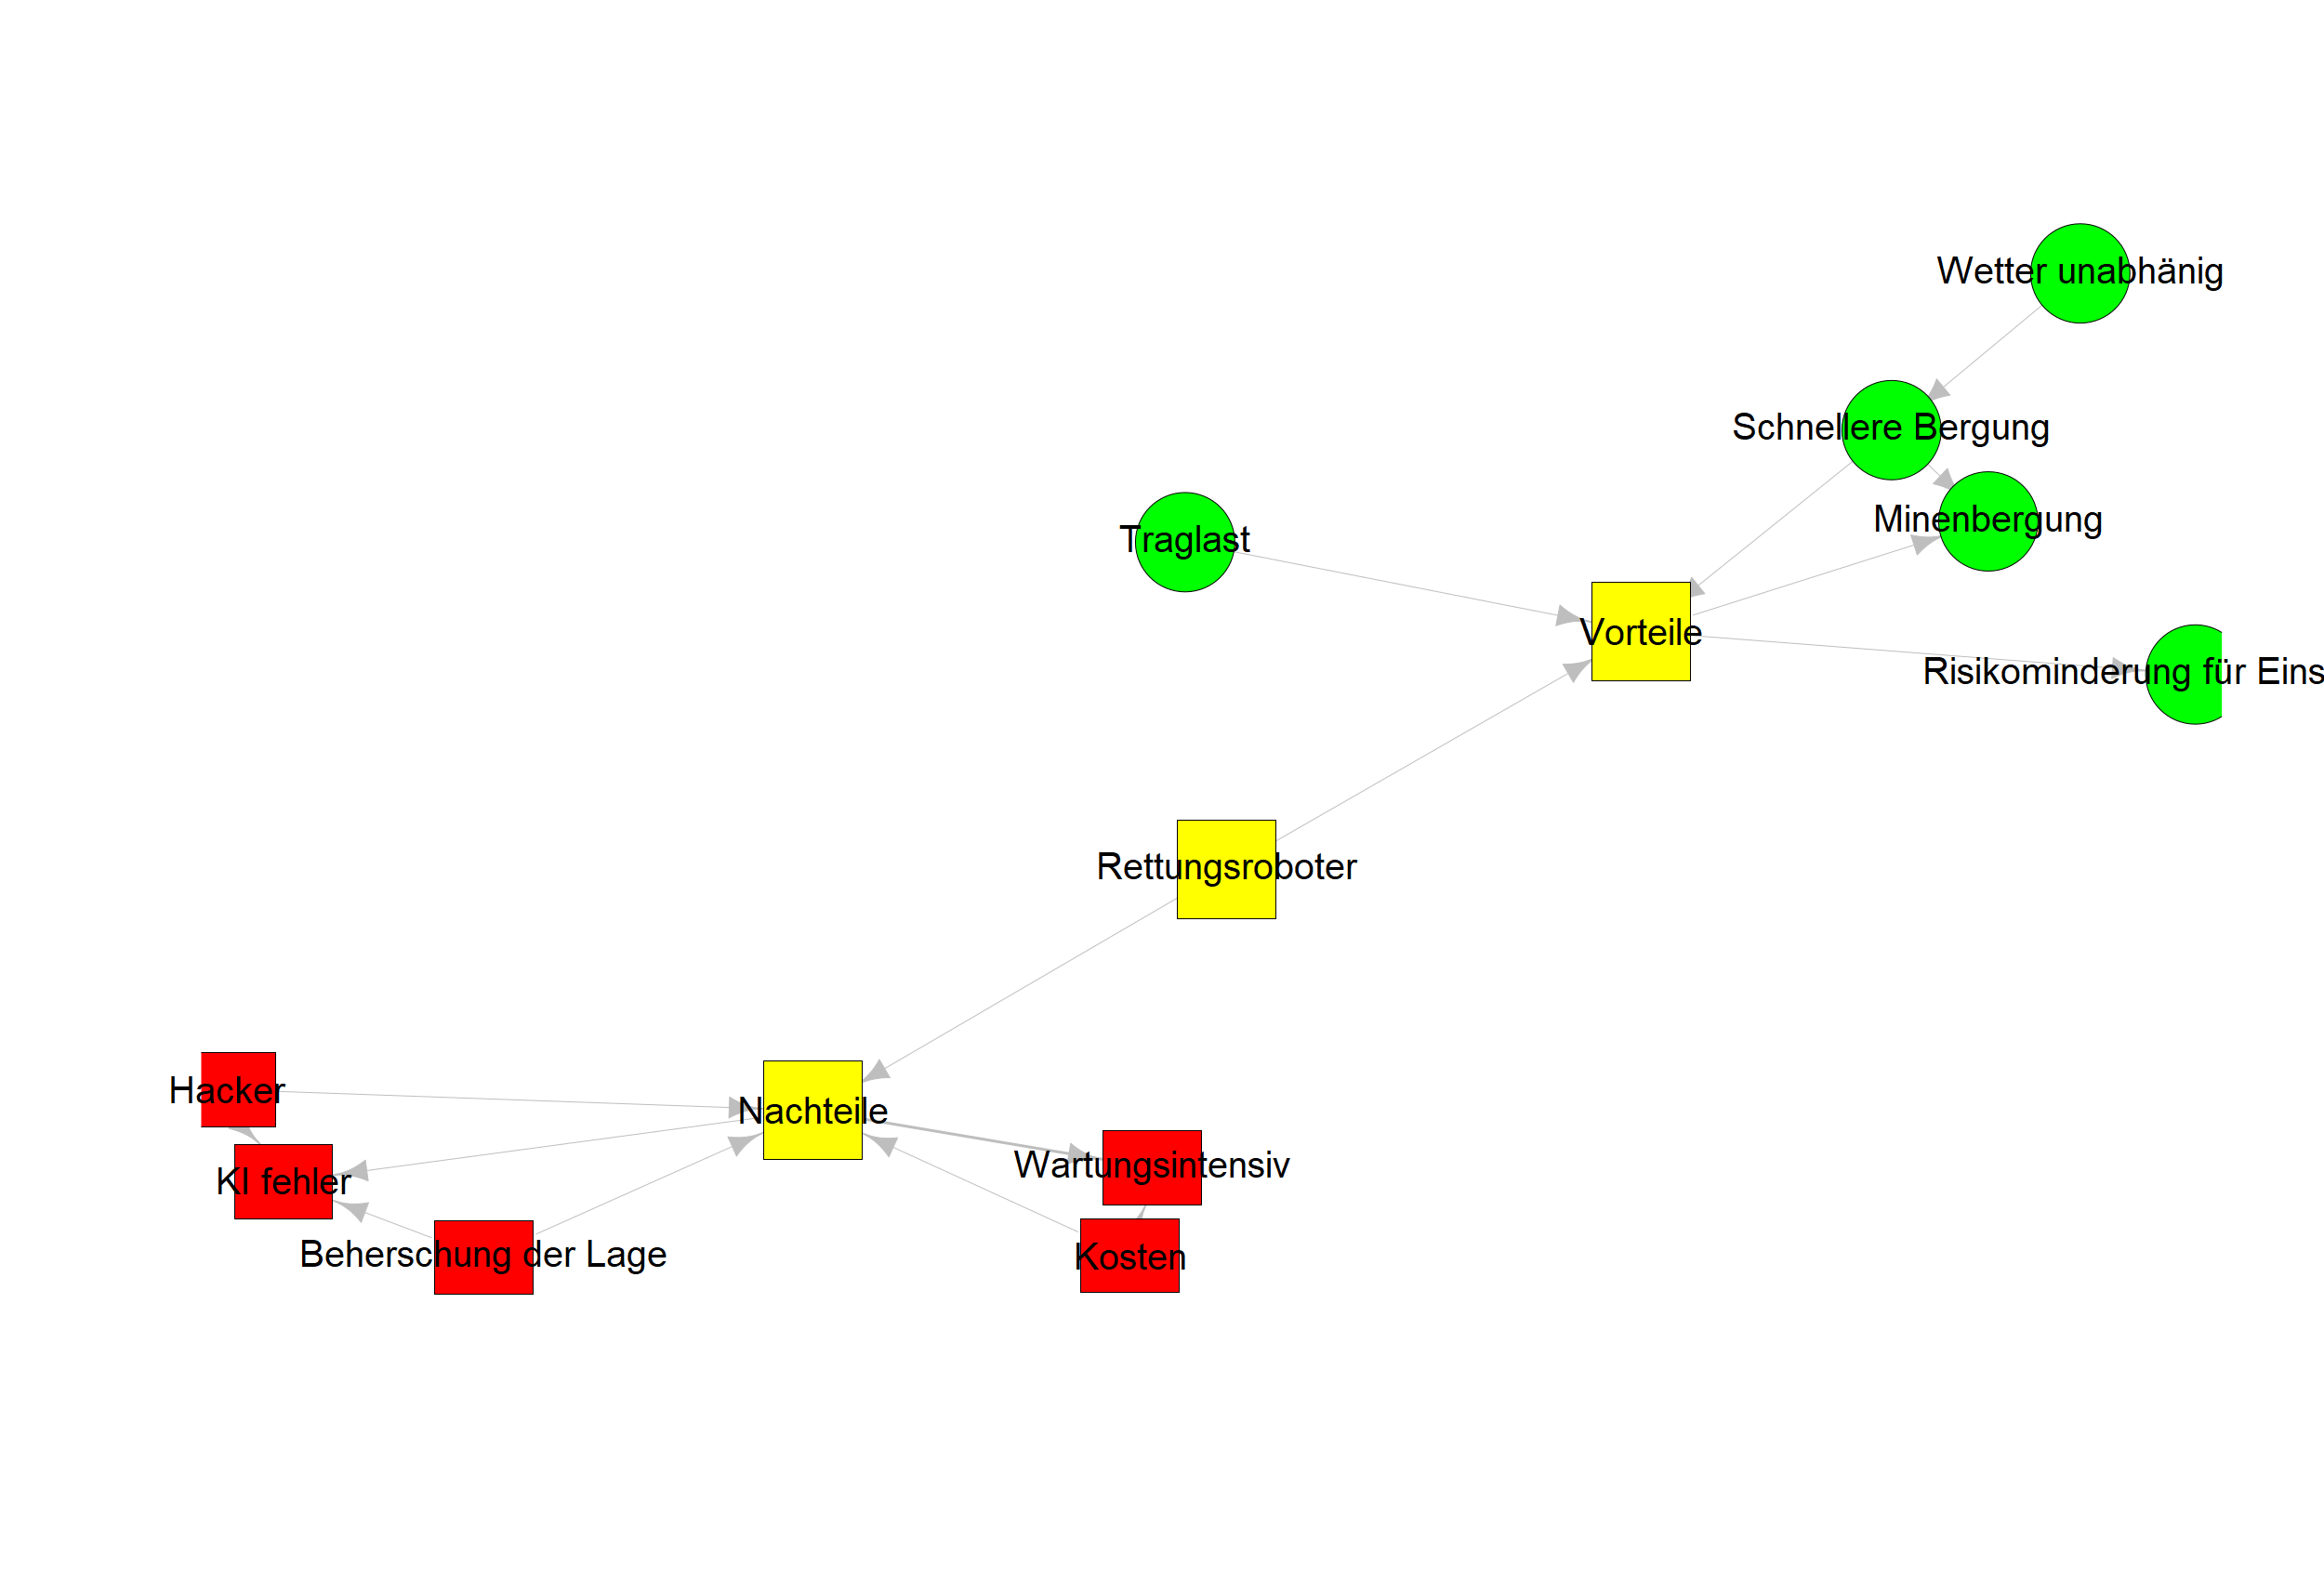 Wetter unabhänig
Schnellere Bergung
Minenbergung
Traglast
Vorteile
Risikominderung für Eins
Rettungsroboter
Hacker
Nachteile
Wartungsintensiv
KI fehler
Beherschung der Lage
Kosten